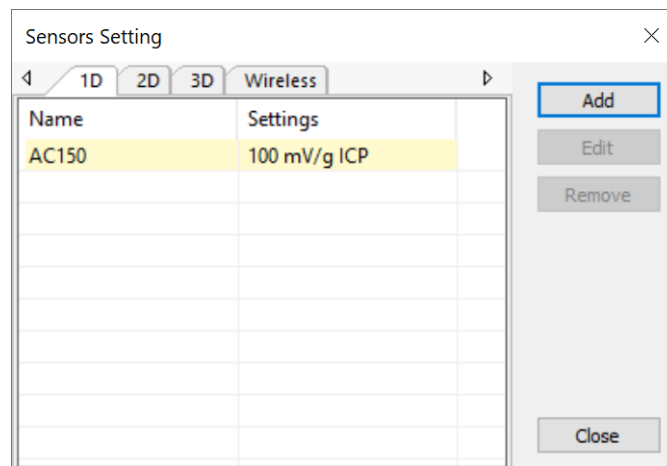 Sensors Setting
1D 2D 3D Wireless
Name Settings
AC150 100 mV/g ICP
Add
Edit
Remove
Close